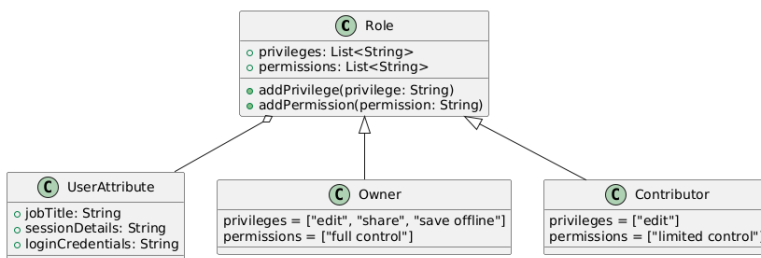 C Role
privileges: List<String>
permissions: List<String>
addPrivilege(privilege: String)
addPermission(permission: String)
C UserAttribute
jobTitle: String
sessionDetails: String
loginCredentials: String
C Owner
privileges = ["edit", "share", "save offline"]
permissions = ["full control"]
C Contributor
privileges = ["edit"]
permissions = ["limited control"]